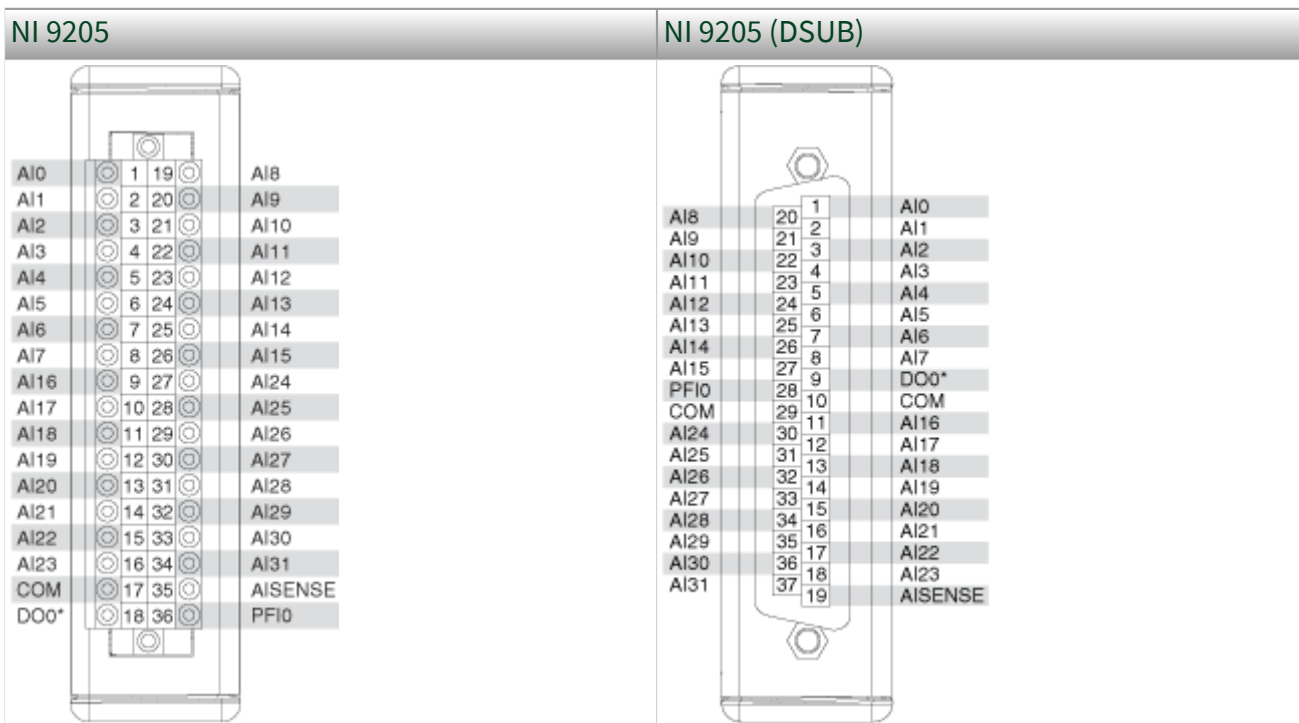 NI 9205
NI 9205 (DSUB)
AI0 1 19 AI8
AI1 2 20 AI9
AI2 3 21 AI10
AI3 4 22 AI11
AI4 5 23 AI12
AI5 6 24 AI13
AI6 7 25 AI14
AI7 8 26 AI15
AI16 9 27 AI24
AI17 10 28 AI25
AI18 11 29 AI26
AI19 12 30 AI27
AI20 13 31 AI28
AI21 14 32 AI29
AI22 15 33 AI30
AI23 16 34 AI31
COM 17 35 AISENSE
DO0* 18 36 PFI0
1 AI0
AI8 20
2 AI1
AI9 21
3 AI2
AI10 22
4 AI3
AI11 23
5 AI4
AI12 24
6 AI5
AI13 25
7 AI6
AI14 26
8 AI7
AI15 27
9 DO0*
PFI0 28
10 COM
COM 29
11 AI16
AI24 30
12 AI17
AI25 31
13 AI18
AI26 32
14 AI19
AI27 33
15 AI20
AI28 34
16 AI21
AI29 35
17 AI22
AI30 36
18 AI23
AI31 37
19 AISENSE